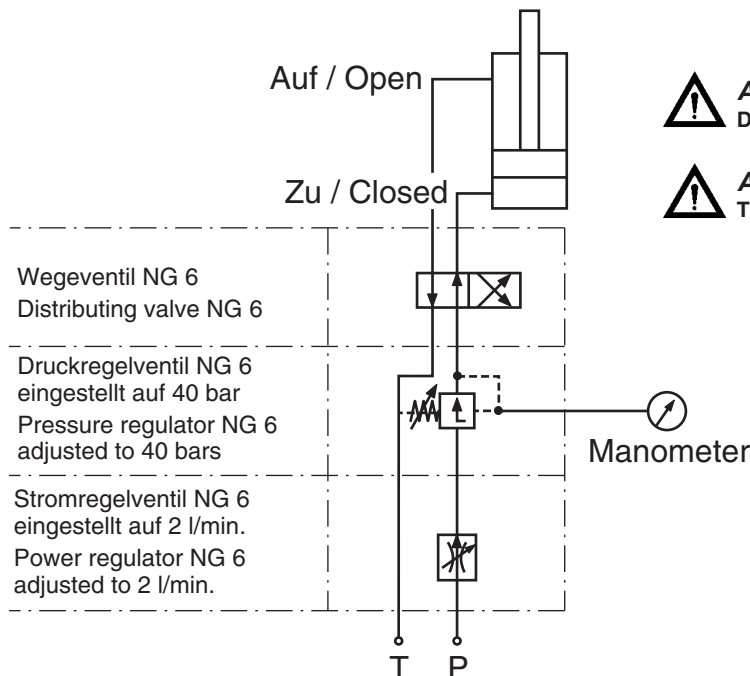 Auf / Open
Zu / Closed
Wegeventil NG 6
Distributing valve NG 6
Druckregelventil NG 6
eingestellt auf 40 bar
Pressure regulator NG 6
adjusted to 40 bars
Manometer
Stromregelventil NG 6
eingestellt auf 2 l/min.
Power regulator NG 6
adjusted to 2 l/min.
T P